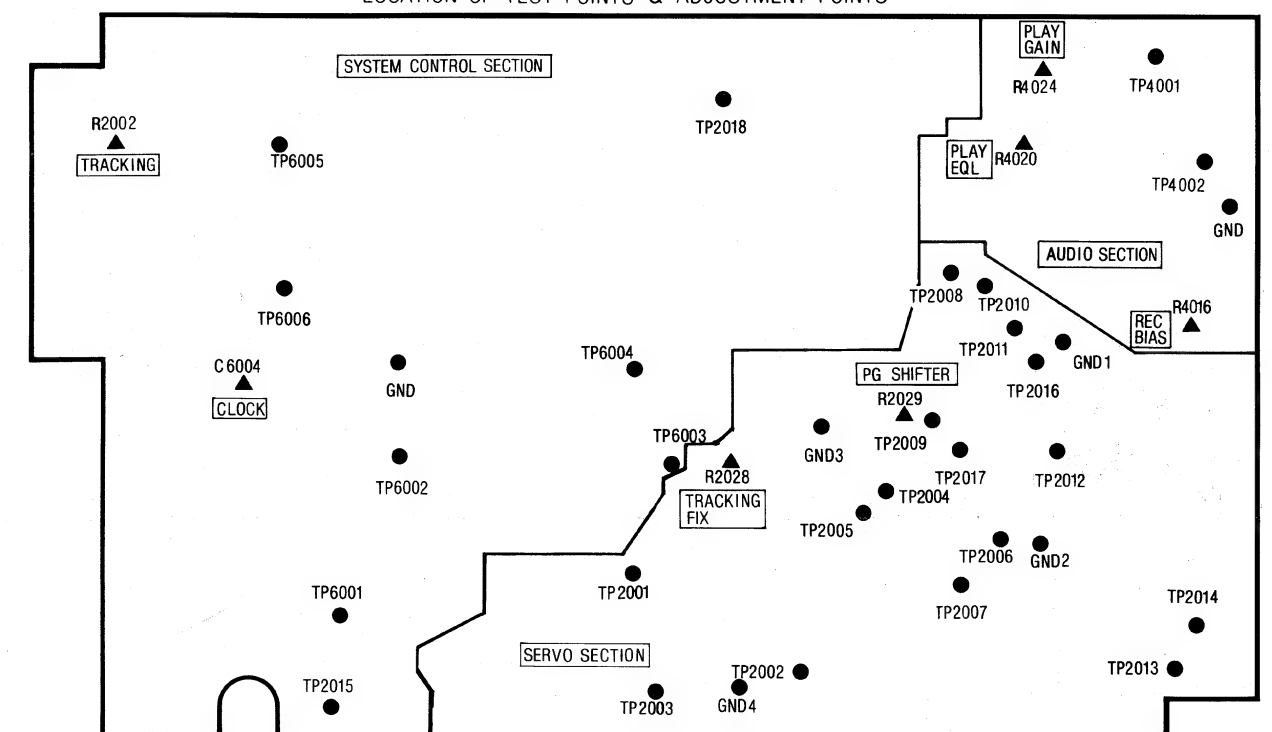 LOCATION OF TEST POINTS & ADJUSTMENT POINTS
SYSTEM CONTROL SECTION
PLAY
GAIN
R4024
TP4001
R2002
TRACKING
TP6005
TP2018
PLAY
EQL
R4020
TP4002
GND
AUDIO SECTION
TP6006
TP2008
TP2010
R4016
REC
BIAS
TP2011
GND1
TP2016
C6004
CLOCK
GND
TP6004
PG SHIFTER
R2029
TP2009
TP6003
R2028
TRACKING
FIX
GND3
TP2017
TP2012
TP6002
TP2004
TP2005
TP2006
GND2
TP6001
TP2001
TP2007
TP2014
SERVO SECTION
TP2002
TP2013
TP2015
TP2003
GND4